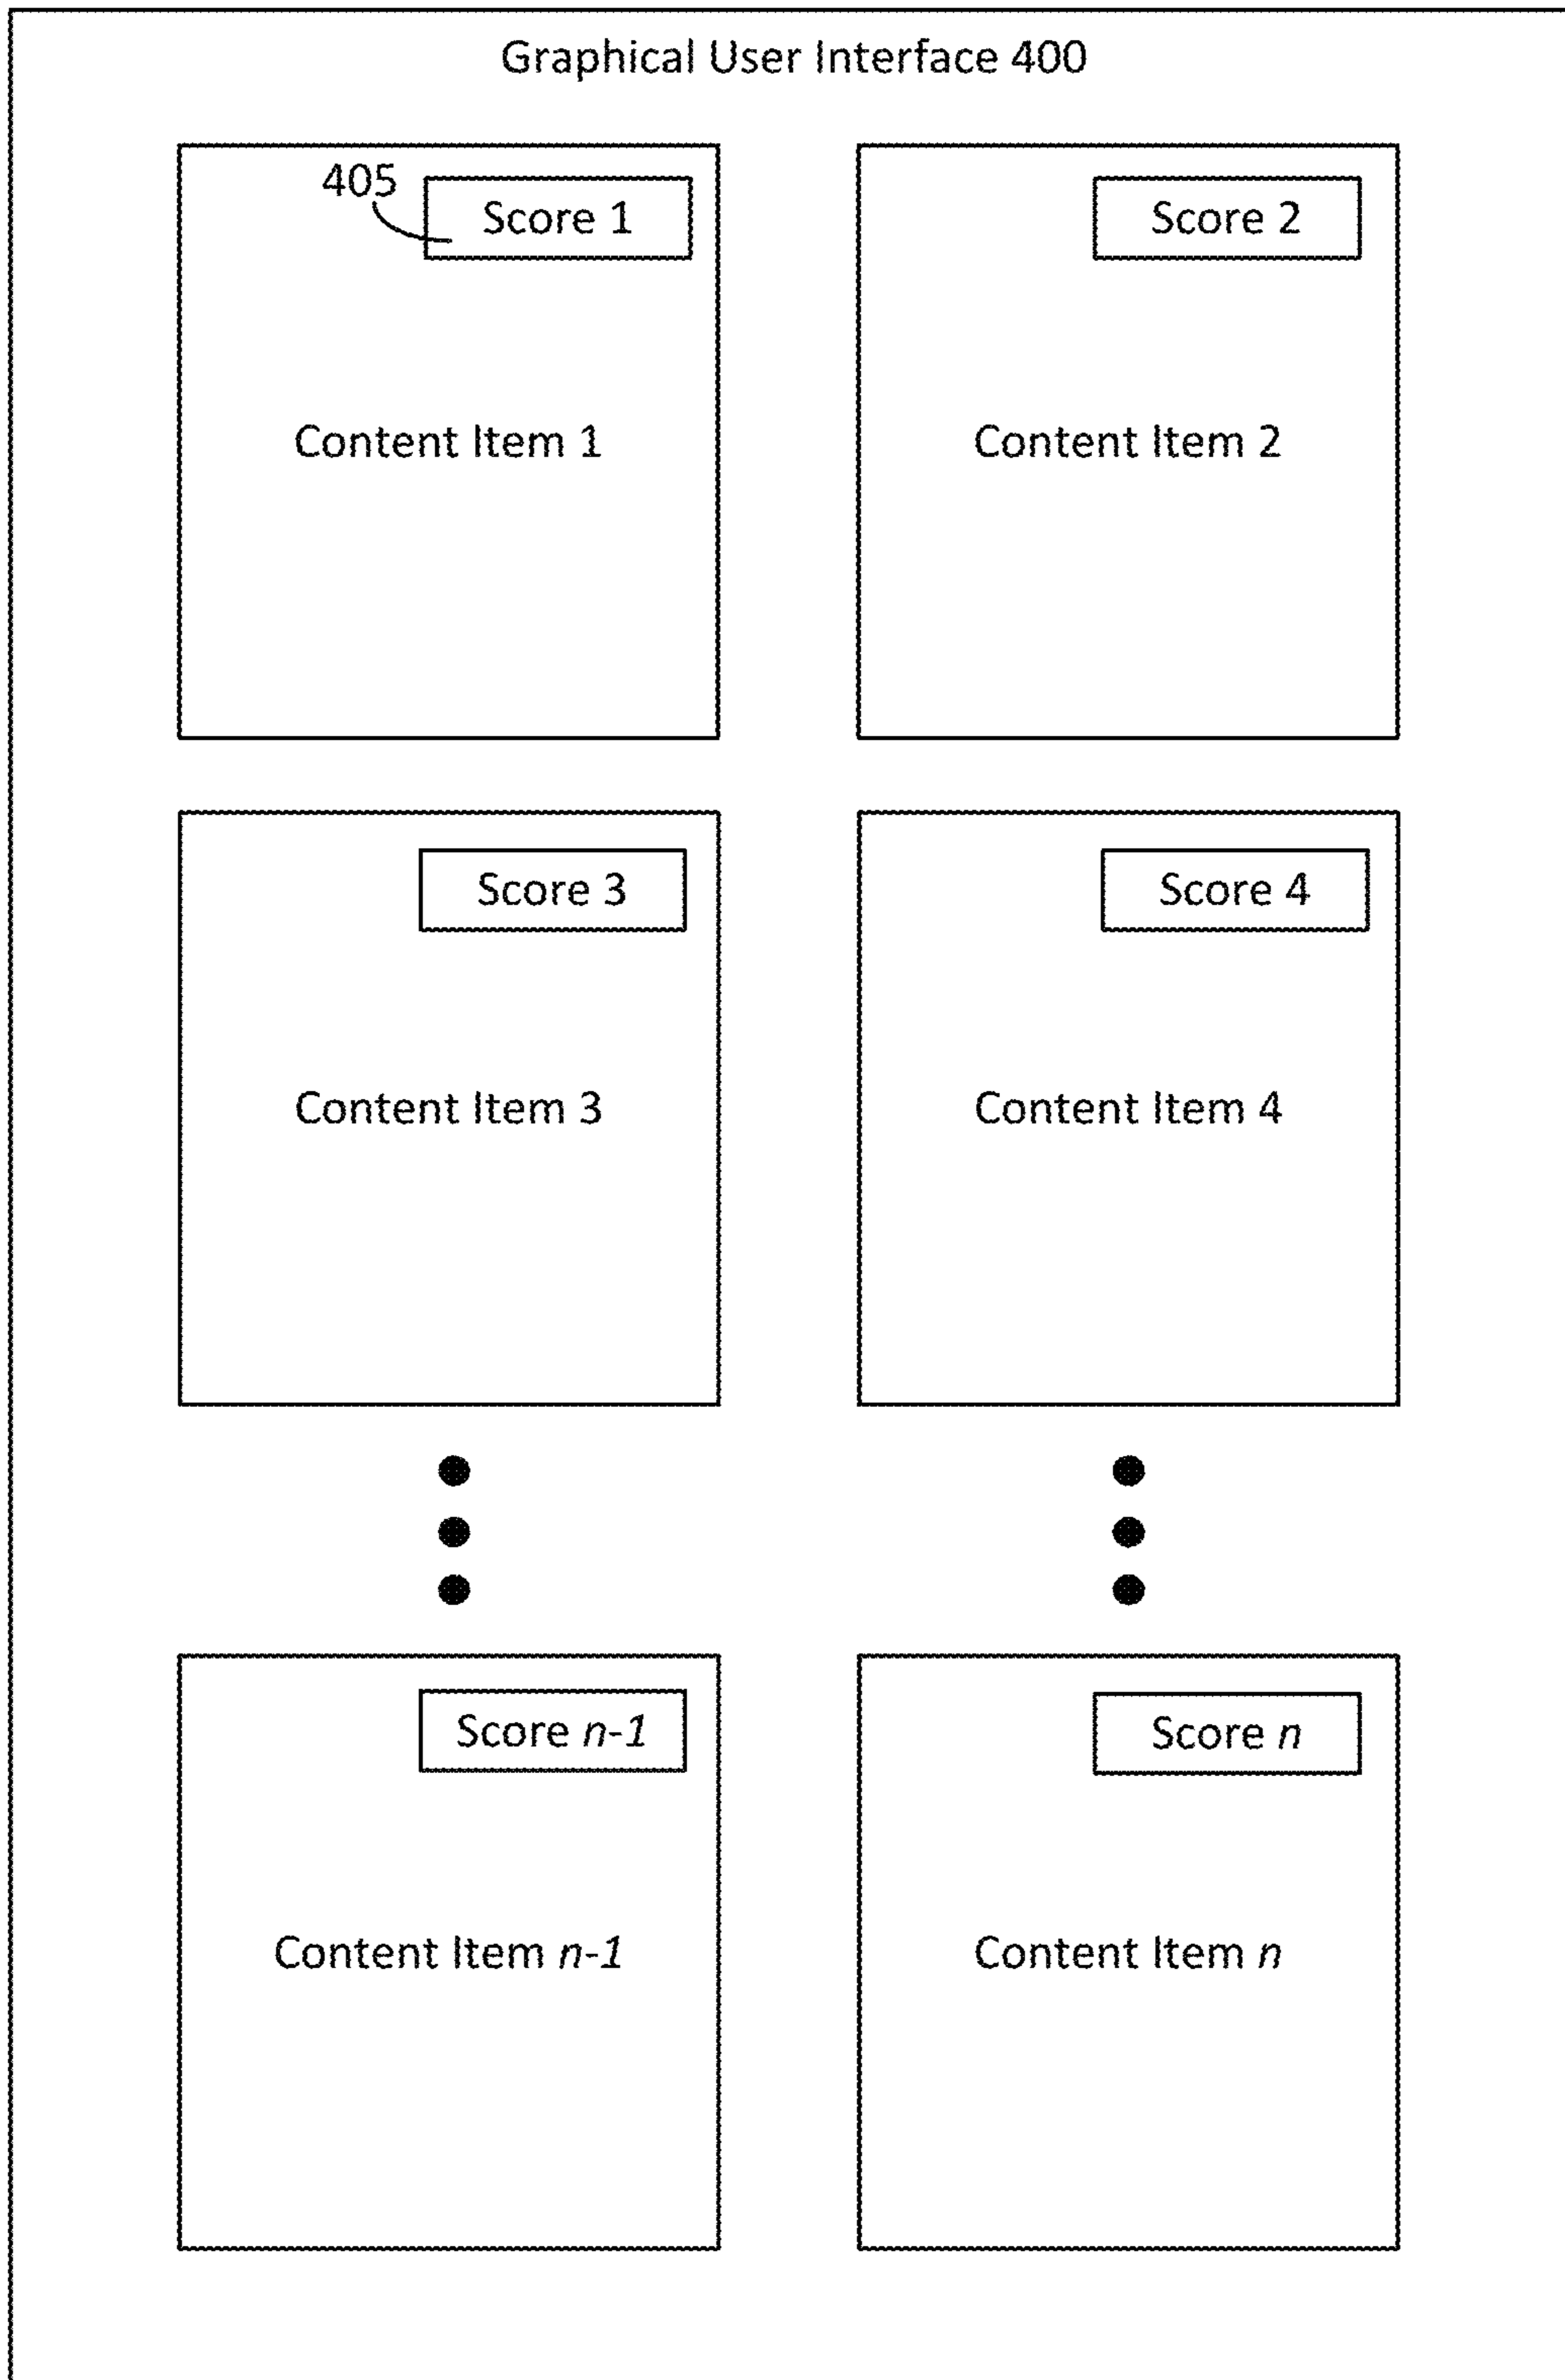 Graphical User Interface 400
405
Score 1
Score 2
Content Item 1
Content Item 2
Score 3
Score 4
Content Item 3
Content Item 4
Score n-1
Score n
Content Item n-1
Content Item n